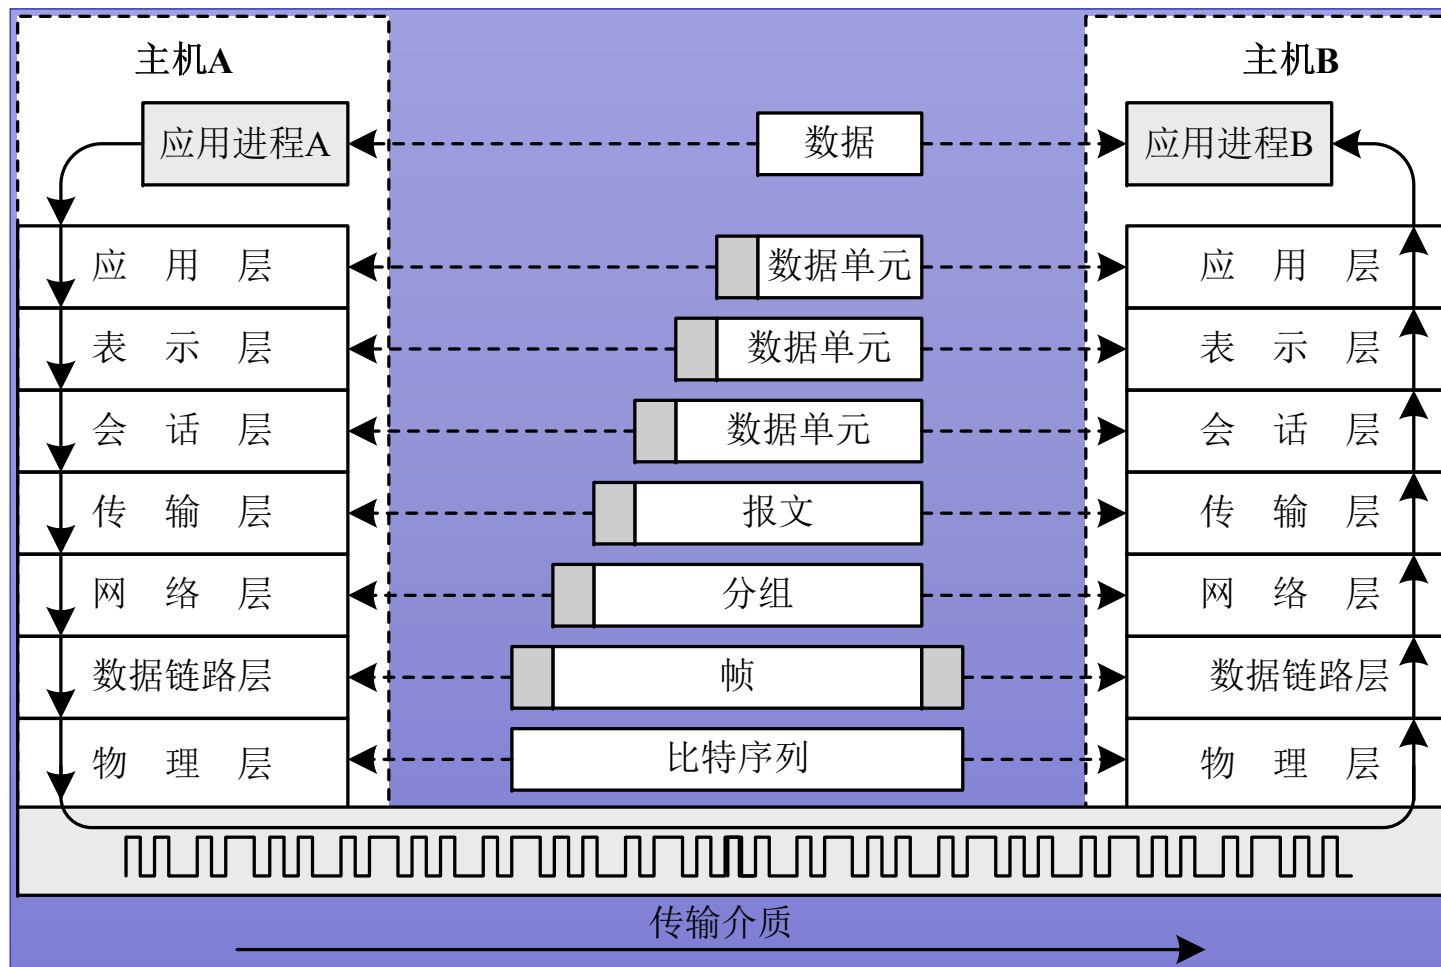 主机A
主机B
应用进程A
数据
应用进程B
应 用 层
数据单元
应 用 层
表 示 层
数据单元
表 示 层
会 话 层
数据单元
会 话 层
传 输 层
报文
传 输 层
网 络 层
分组
网 络 层
数据链路层
帧
数据链路层
物 理 层
比特序列
物 理 层
传输介质